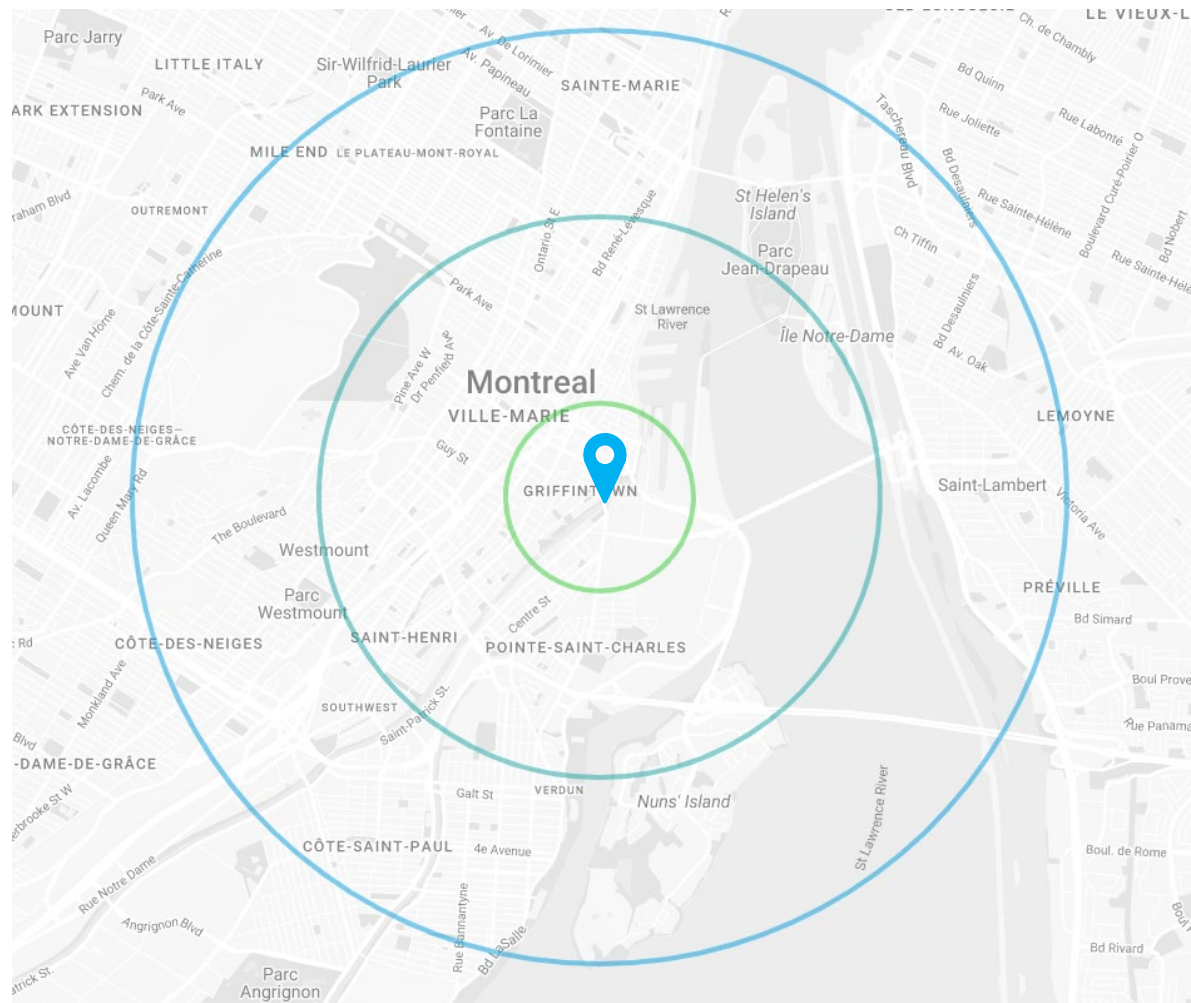 LE VIEUX-L
Ch. de Chambly
Parc Jarry
Av. De Lorimier
LITTLE ITALY
Sir-Wilfrid-Laurier
Park
Av. Papineau
SAINTE-MARIE
Bd Quinn
ARK EXTENSION
Park Ave
Parc La
Fontaine
Taschereau Blvd
Rue Joliette
Rue Labonté
MILE END
LE PLATEAU-MONT-ROYAL
Bd Desaulniers
Boulevard Curé-Poirier O
raham Blvd
OUTREMONT
St Helen's
Island
Rue Sainte-Hélène
Ontario St E
Bd René-Lévesque
Ch Tiffin
Bd Nobert
Chem. de la Côte-Sainte-Catherine
Parc
Jean-Drapeau
Rue Sainte-Hélè
Park Ave
MOUNT
Ave Van Horne
St Lawrence
River
Île Notre-Dame
Bd Desaulniers
Pine Ave W
Dr Penfield Ave
Av. Oak
Montreal
VILLE-MARIE
LEMOYNE
CÔTE-DES-NEIGES—
NOTRE-DAME-DE-GRÂCE
Guy St
Av. Lacombe
Queen Mary Rd
GRIFFINTOWN
Saint-Lambert
Victoria Ave
The Boulevard
Westmount
Parc
Westmount
PRÉVILLE
Centre St
Bd Simard
c Rd
CÔTE-DES-NEIGES
SAINT-HENRI
POINTE-SAINT-CHARLES
Monkland Ave
Boul Prove
SOUTHWEST
Saint-Patrick St.
Rue Panama
Blvd
-DAME-DE-GRÂCE
Galt St
VERDUN
Nuns' Island
St Lawrence River
erbrooke St W
CÔTE-SAINT-PAUL
4e Avenue
Boul. de Rome
Rue Notre Dame
Angrignon Blvd
Rue Bannantyne
Bd LaSalle
Boul
Bd Rivard
atrick St.
Parc
Angrignon